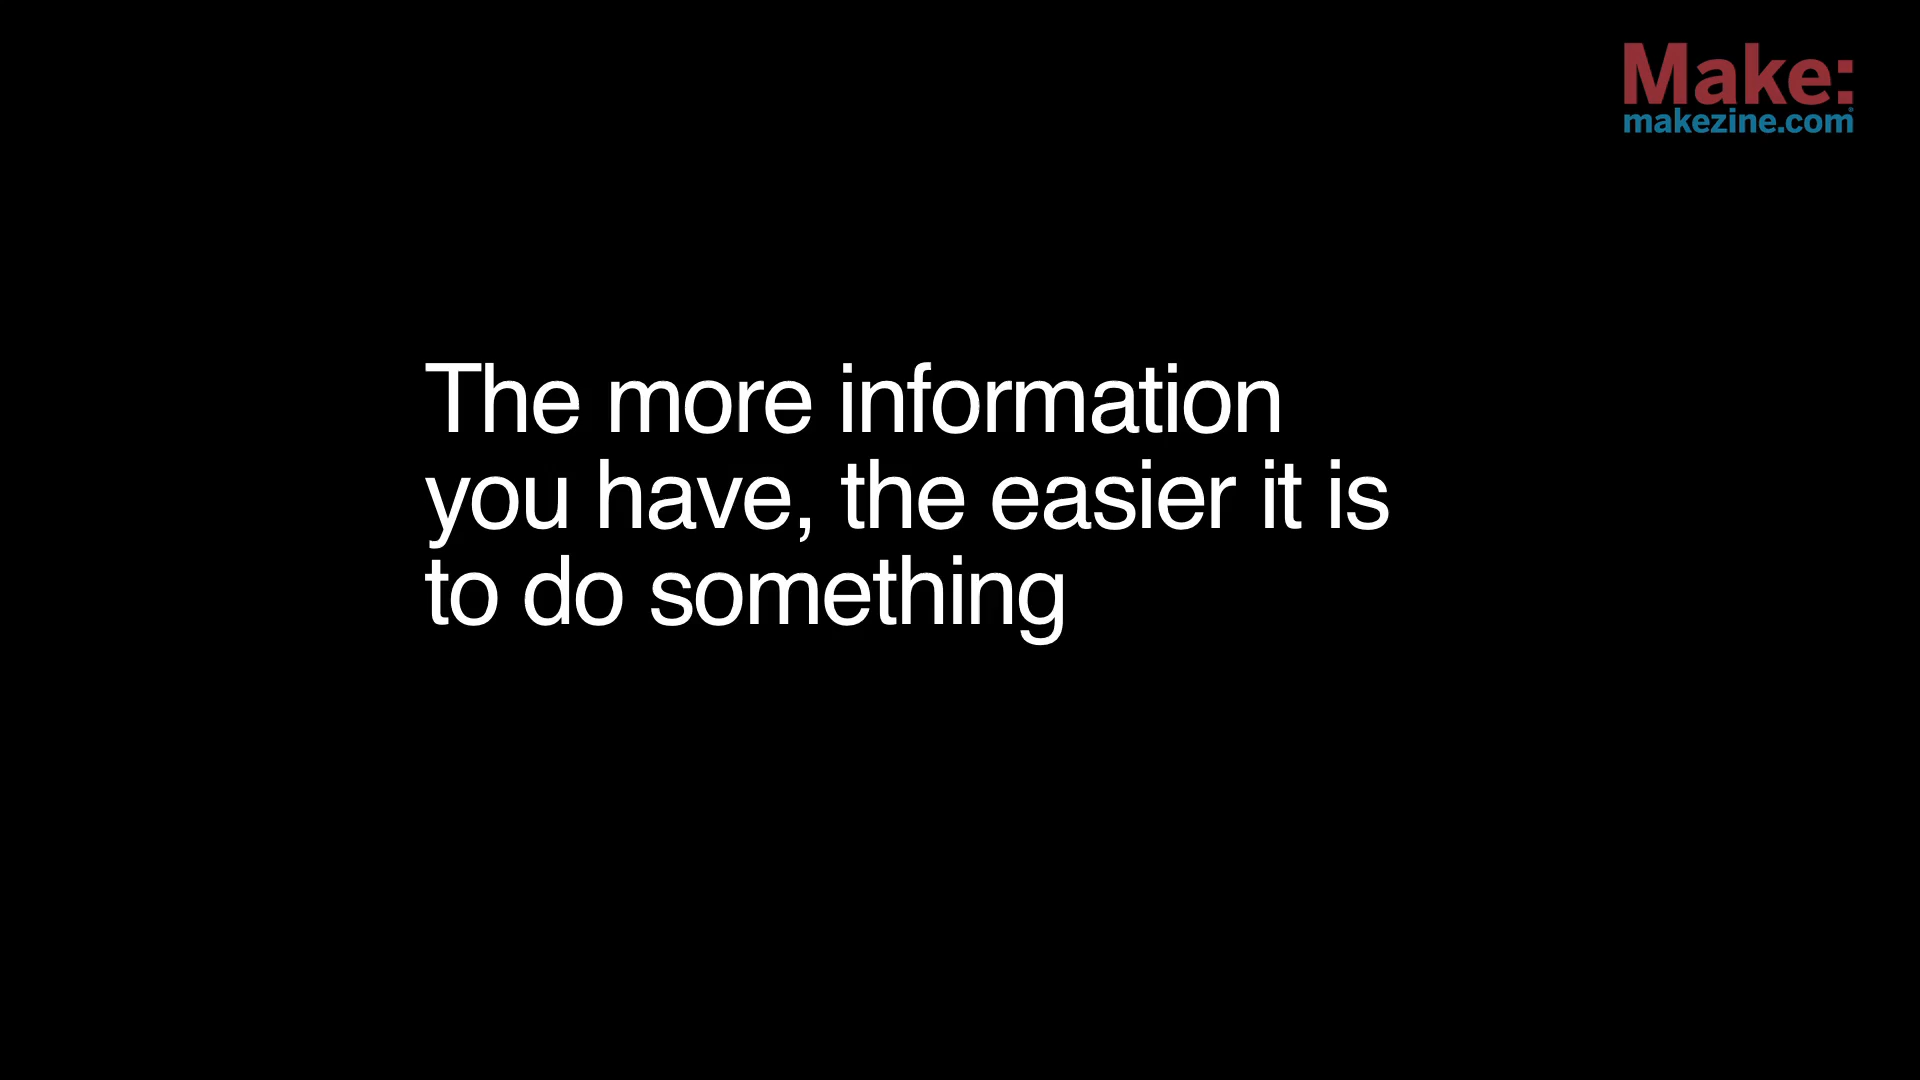 Make:
makezine.com
The more information
you have, the easier it is
to do something